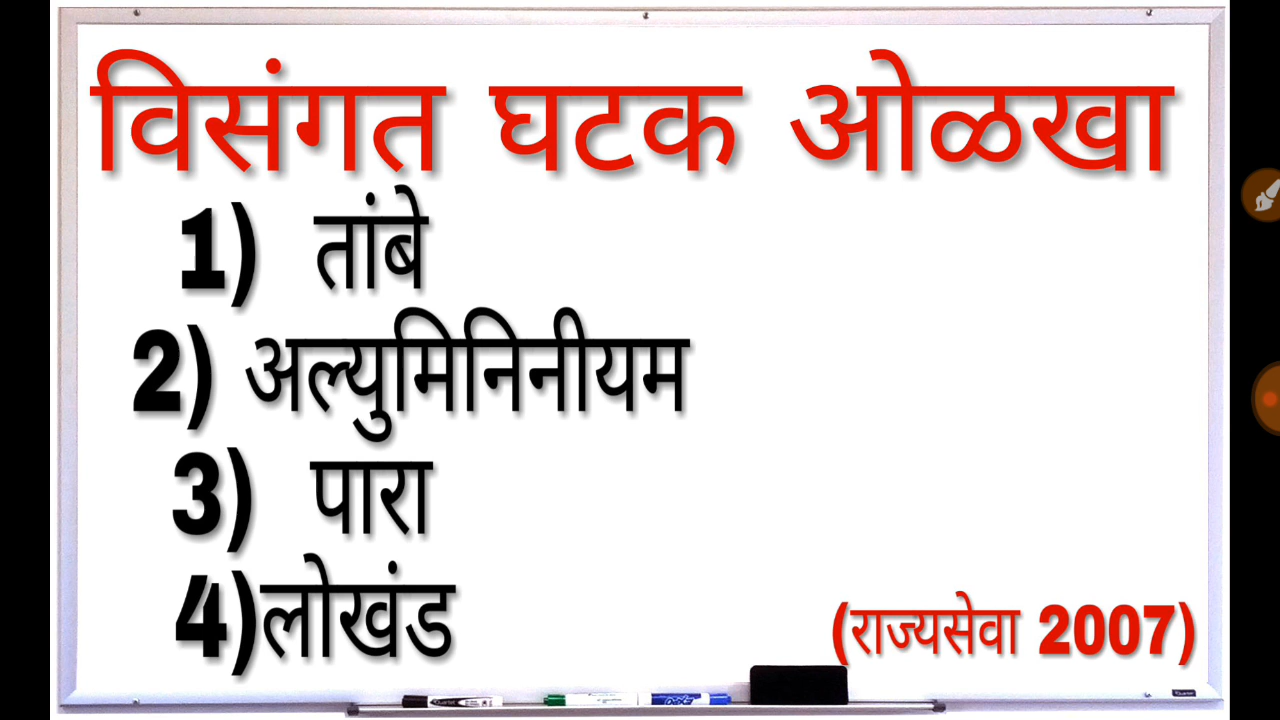 विसंगत घटक ओळखा
1) तांबे
2) अल्युमिनिनीयम
3) पारा
4)लोखंड
(राज्यसेवा 2007)